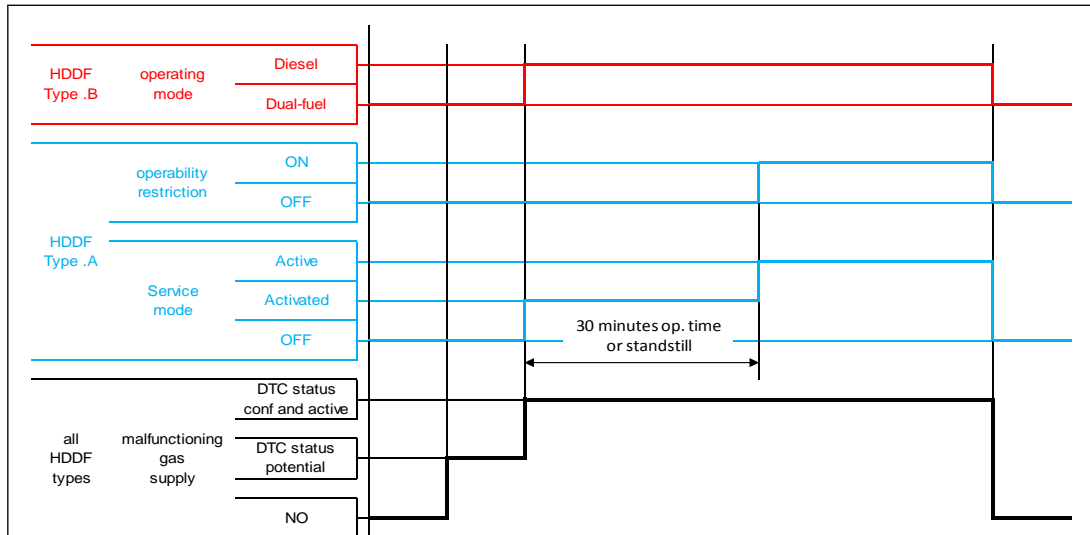 HDDF
Type .B
operating
mode
Diesel
Dual-fuel
HDDF
Type .A
operability
restriction
ON
OFF
Service
mode
Active
Activated
OFF
30 minutes op. time
or standstill
all
HDDF
types
malfunctioning
gas
supply
DTC status
conf and active
DTC status
potential
NO